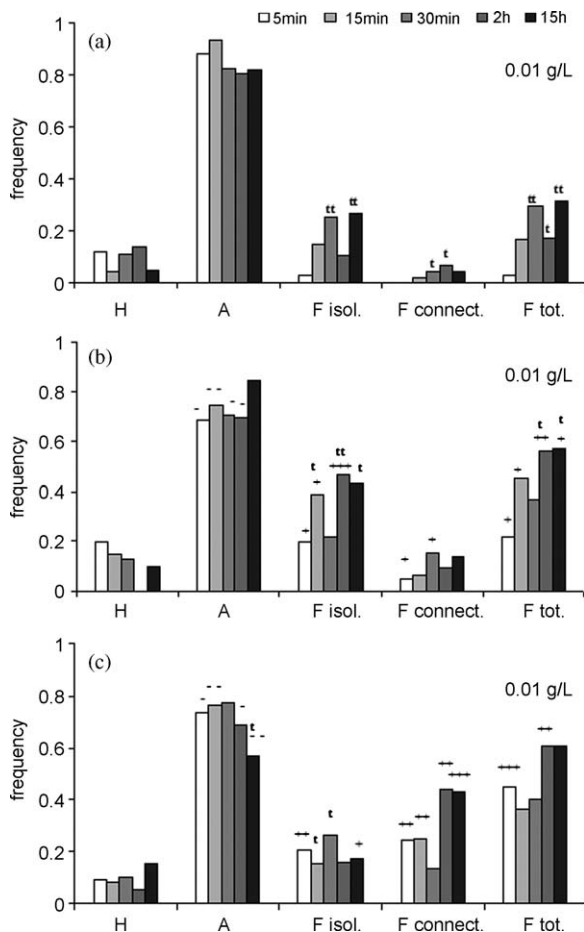 5min 15min 30min 2h 15h
(a)
0.01 g/L
frequency
1
0.8
0.6
0.4
0.2
0
tt tt tt tt
t t t
H A F isol. F connect. F tot.
(b)
0.01 g/L
frequency
1
0.8
0.6
0.4
0.2
0
- -- --
t + +++ tt t + + + + + ++ t t +
H A F isol. F connect. F tot.
(c)
0.01 g/L
frequency
1
0.8
0.6
0.4
0.2
0
- -- - t --
++ t t + ++ ++ ++ +++ +++ ++
H A F isol. F connect. F tot.